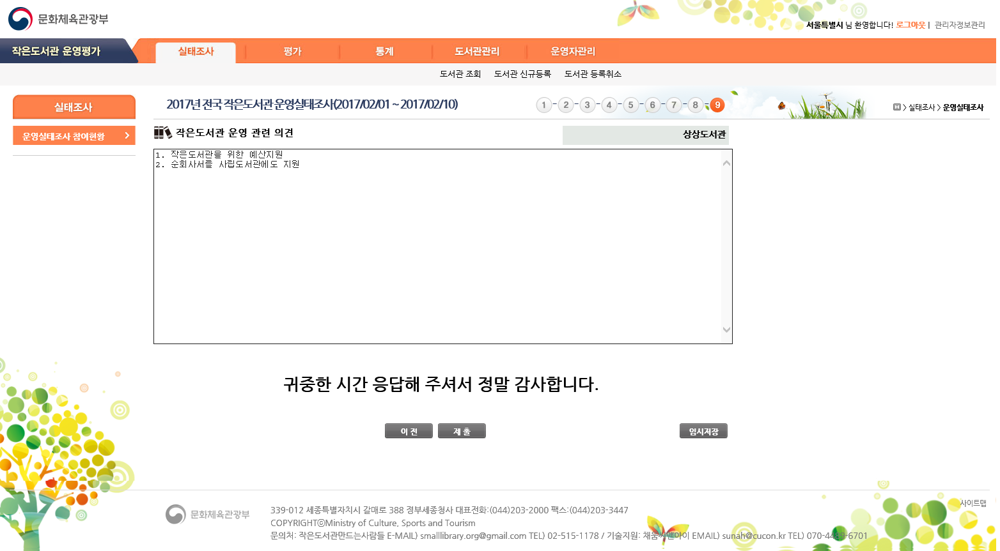 문화체육관광부
서울특별시 님 환영합니다! 로그아웃 | 관리자정보관리
작은도서관 운영평가
실태조사 평가 통계 도서관관리 운영자관리
도서관 조회 도서관 신규등록 도서관 등록취소
실태조사
운영실태조사 참여현황
2017년 전국 작은도서관 운영실태조사(2017/02/01 ~ 2017/02/10)
1 - 2 - 3 - 4 - 5 - 6 - 7 - 8 - 9
> 실태조사 > 운영실태조사
작은도서관 운영 관련 의견
상상도서관
1. 작은도서관을 위한 예산지원
2. 순회사서를 사립도서관에도 지원
귀중한 시간 응답해 주셔서 정말 감사합니다.
이 전 제 출 임시저장
사이트맵
문화체육관광부
339-012 세종특별자치시 갈매로 388 정부세종청사 대표전화:(044)203-2000 팩스:(044)203-3447
COPYRIGHTⓒMinistry of Culture, Sports and Tourism
문의처: 작은도서관만드는사람들 E-MAIL) smalllibrary.org@gmail.com TEL) 02-515-1178 / 기술지원: 채움씨앤아이 EMAIL) sunah@cucon.kr TEL) 070-4489-6701